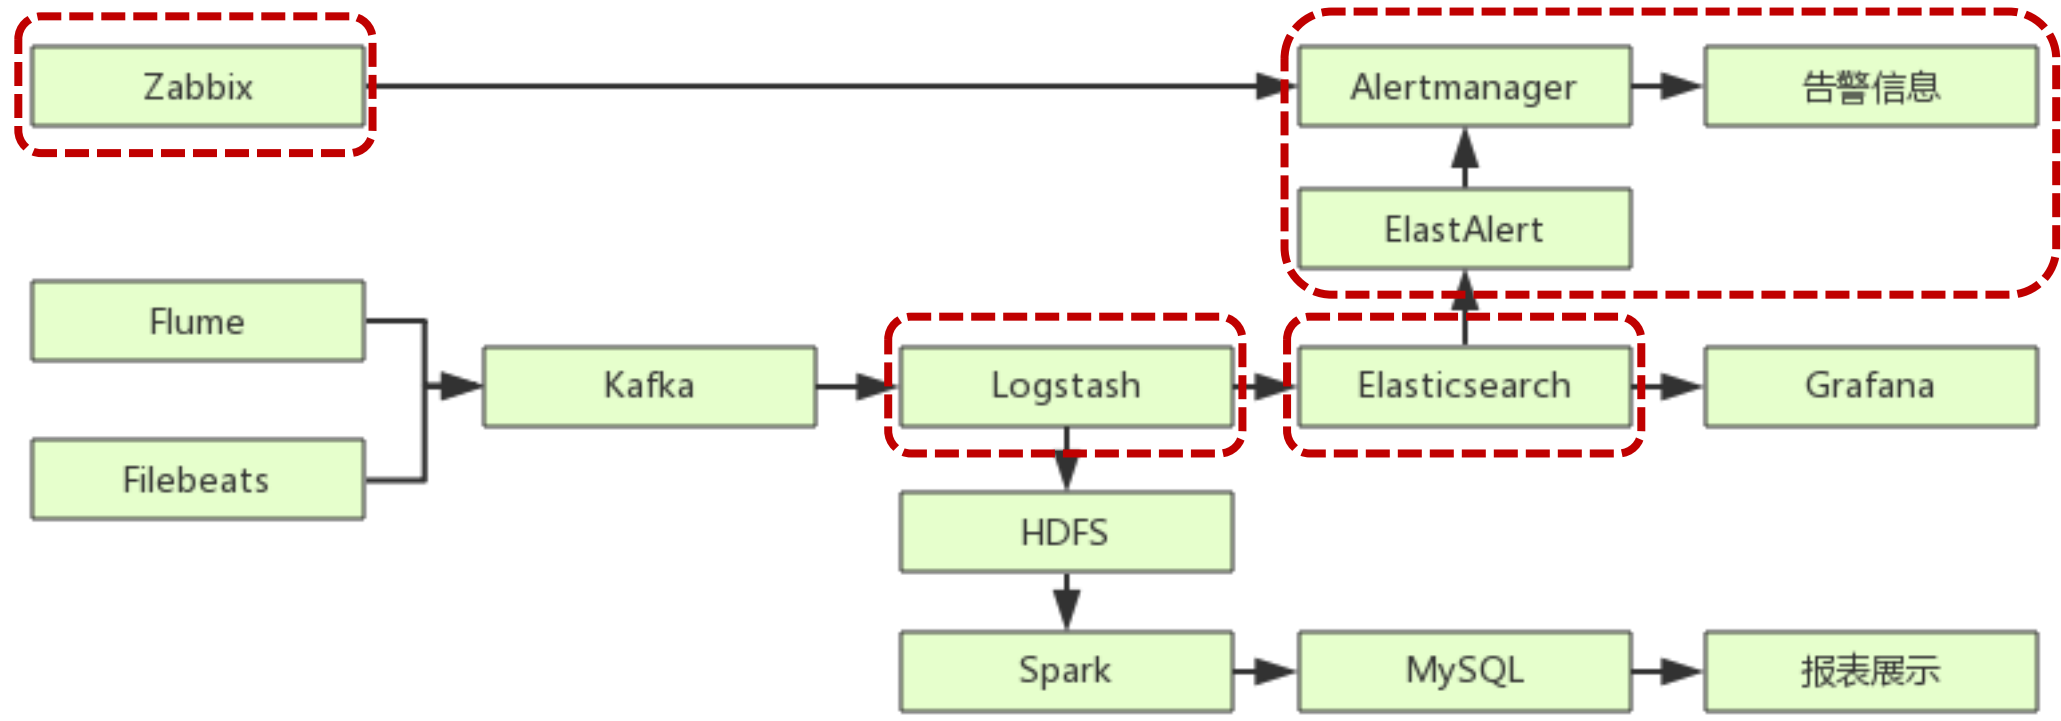 Zabbix
Alertmanager
告警信息
ElastAlert
Flume
Kafka
Logstash
Elasticsearch
Grafana
Filebeats
HDFS
Spark
MySQL
报表展示